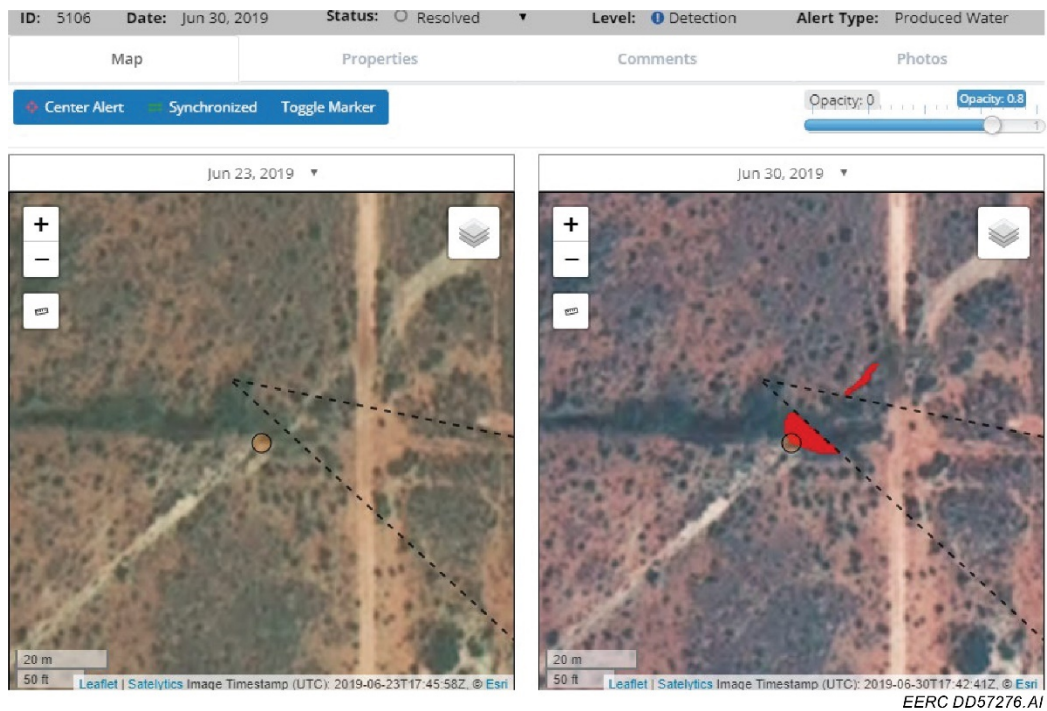 ID: 5106 Date: Jun 30, 2019 Status: Resolved ▼ Level: Detection Alert Type: Produced Water
Map Properties Comments Photos
Center Alert Synchronized Toggle Marker
Opacity: 0 Opacity: 0.8
1
Jun 23, 2019 ▼ Jun 30, 2019 ▼
+ +
− −
20 m 20 m
50 ft Leaflet | Satelytics Image Timestamp (UTC): 2019-06-23T17:45:58Z, © Esri 50 ft Leaflet | Satelytics Image Timestamp (UTC): 2019-06-30T17:42:41Z, © Esri
EERC DD57276.AI